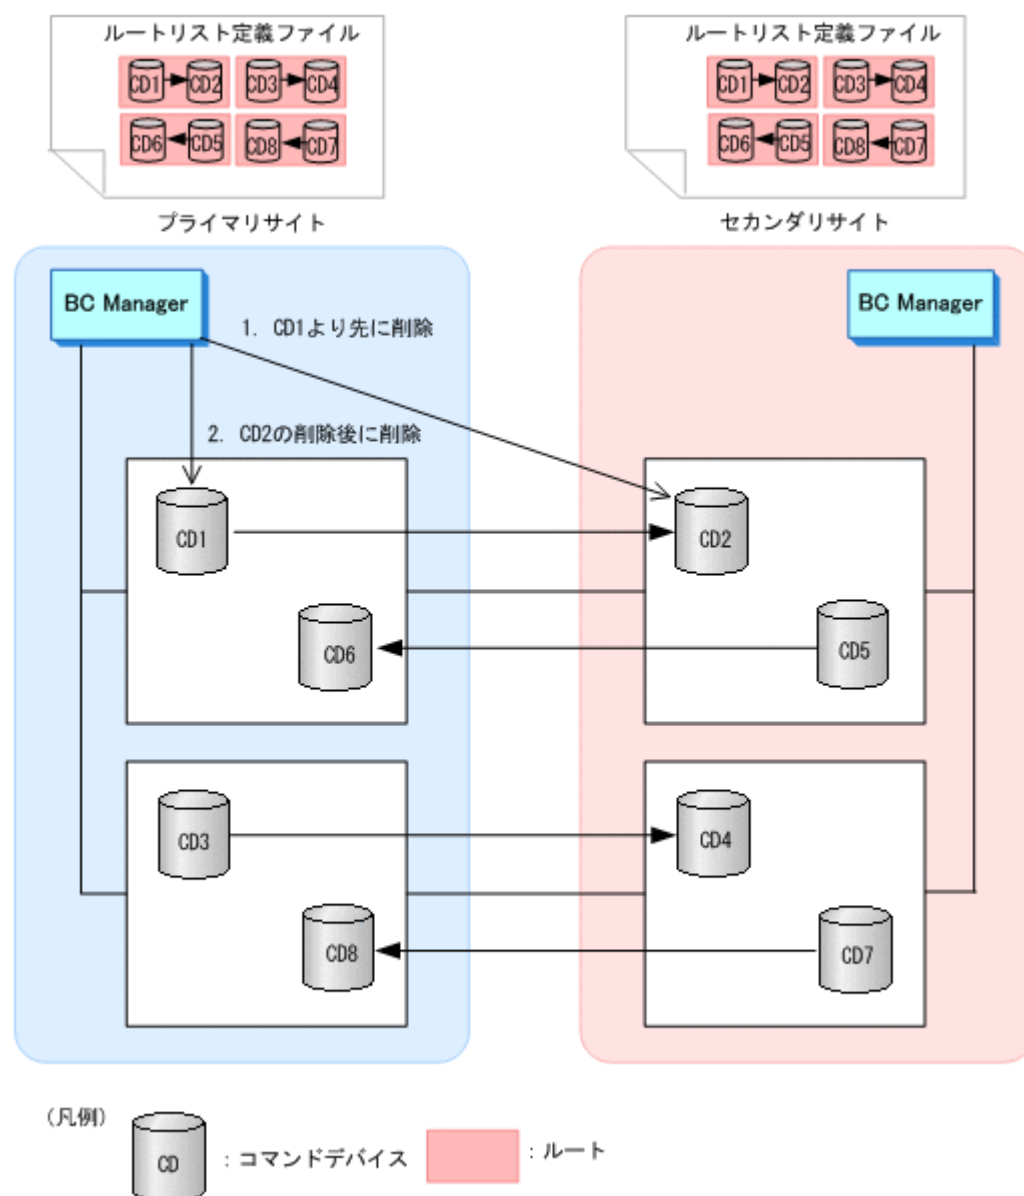 ルートリスト定義ファイル
CD1 CD2 CD3 CD4
CD6 CD5 CD8 CD7
ルートリスト定義ファイル
CD1 CD2 CD3 CD4
CD6 CD5 CD8 CD7
プライマリサイト
セカンダリサイト
BC Manager
BC Manager
1. CD1より先に削除
2. CD2の削除後に削除
CD1
CD2
CD6
CD5
CD3
CD4
CD8
CD7
(凡例)
CD
：コマンドデバイス
：ルート